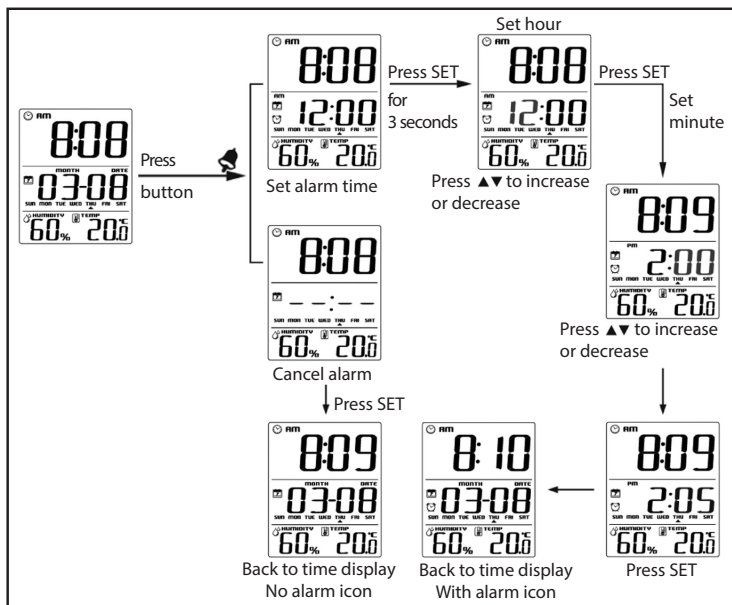 AM
8:08
MONTH DATE
03-08
SUN MON TUE WED THU FRI SAT
HUMIDITY TEMP
60% 20.0°C
Press
button
AM
8:08
AM
12:00
SUN MON TUE WED THU FRI SAT
HUMIDITY TEMP
60% 20.0°C
Set alarm time
Press SET
for
3 seconds
Set hour
AM
8:08
12:00
SUN MON TUE WED THU FRI SAT
HUMIDITY TEMP
60% 20.0°C
Press ▲▼ to increase
or decrease
Press SET
Set
minute
AM
8:09
PM
2:00
SUN MON TUE WED THU FRI SAT
HUMIDITY TEMP
60% 20.0°C
Press ▲▼ to increase
or decrease
AM
8:08
--:--
SUN MON TUE WED THU FRI SAT
HUMIDITY TEMP
60% 20.0°C
Cancel alarm
Press SET
AM
8:09
MONTH DATE
03-08
SUN MON TUE WED THU FRI SAT
HUMIDITY TEMP
60% 20.0°C
Back to time display
No alarm icon
AM
8:10
MONTH DATE
03-08
SUN MON TUE WED THU FRI SAT
HUMIDITY TEMP
60% 20.0°C
Back to time display
With alarm icon
AM
8:09
PM
2:05
SUN MON TUE WED THU FRI SAT
HUMIDITY TEMP
60% 20.0°C
Press SET